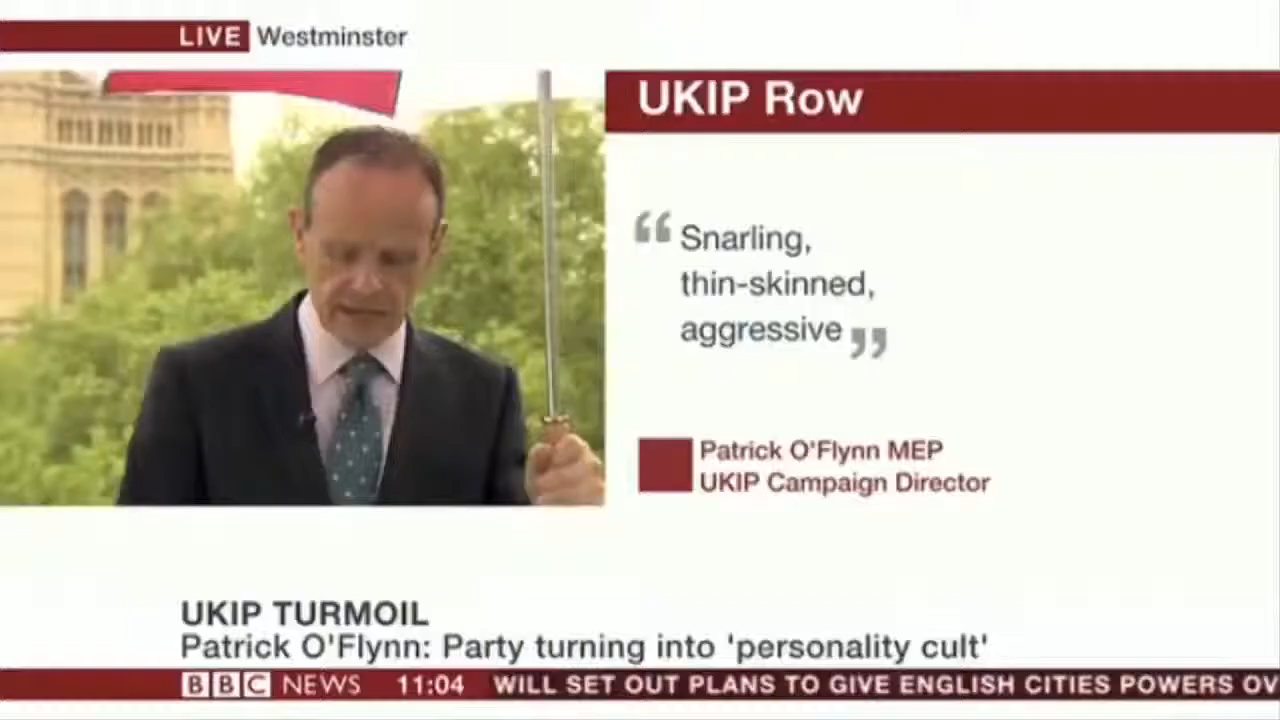 LIVE Westminster
UKIP Row
“ Snarling,
thin-skinned,
aggressive ”
Patrick O'Flynn MEP
UKIP Campaign Director
UKIP TURMOIL
Patrick O'Flynn: Party turning into 'personality cult'
BBC NEWS 11:04 WILL SET OUT PLANS TO GIVE ENGLISH CITIES POWERS OV